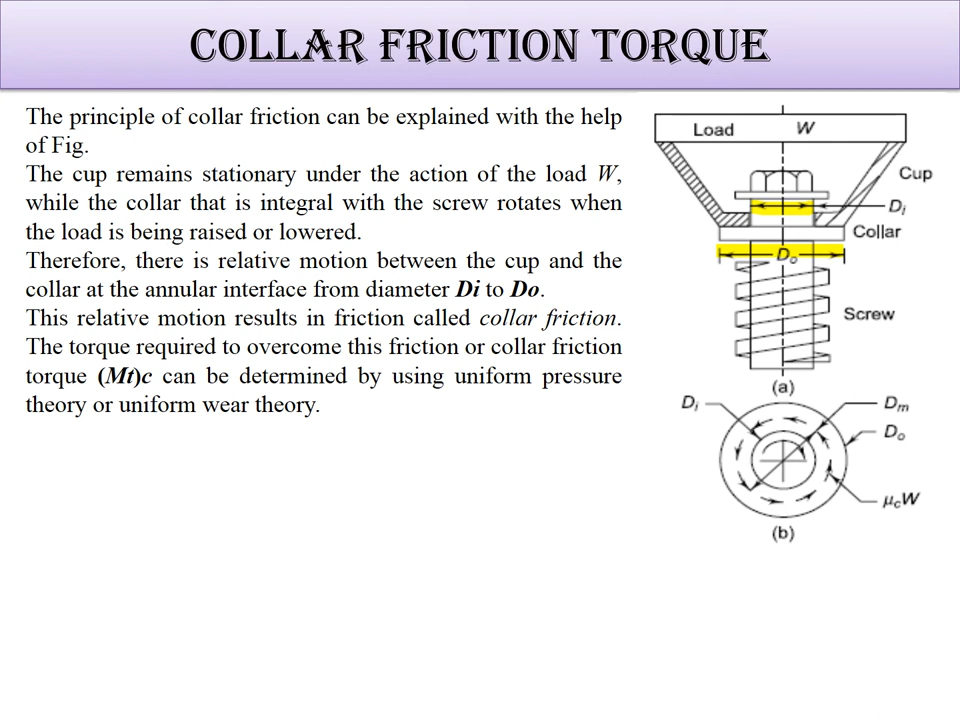 COLLAR FRICTION TORQUE
The principle of collar friction can be explained with the help
of Fig.
The cup remains stationary under the action of the load W,
while the collar that is integral with the screw rotates when
the load is being raised or lowered.
Therefore, there is relative motion between the cup and the
collar at the annular interface from diameter Di to Do.
This relative motion results in friction called collar friction.
The torque required to overcome this friction or collar friction
torque (Mt)c can be determined by using uniform pressure
theory or uniform wear theory.
Load W
Cup
Di
Collar
Do
Screw
(a)
Di
Dm
Do
μcW
(b)